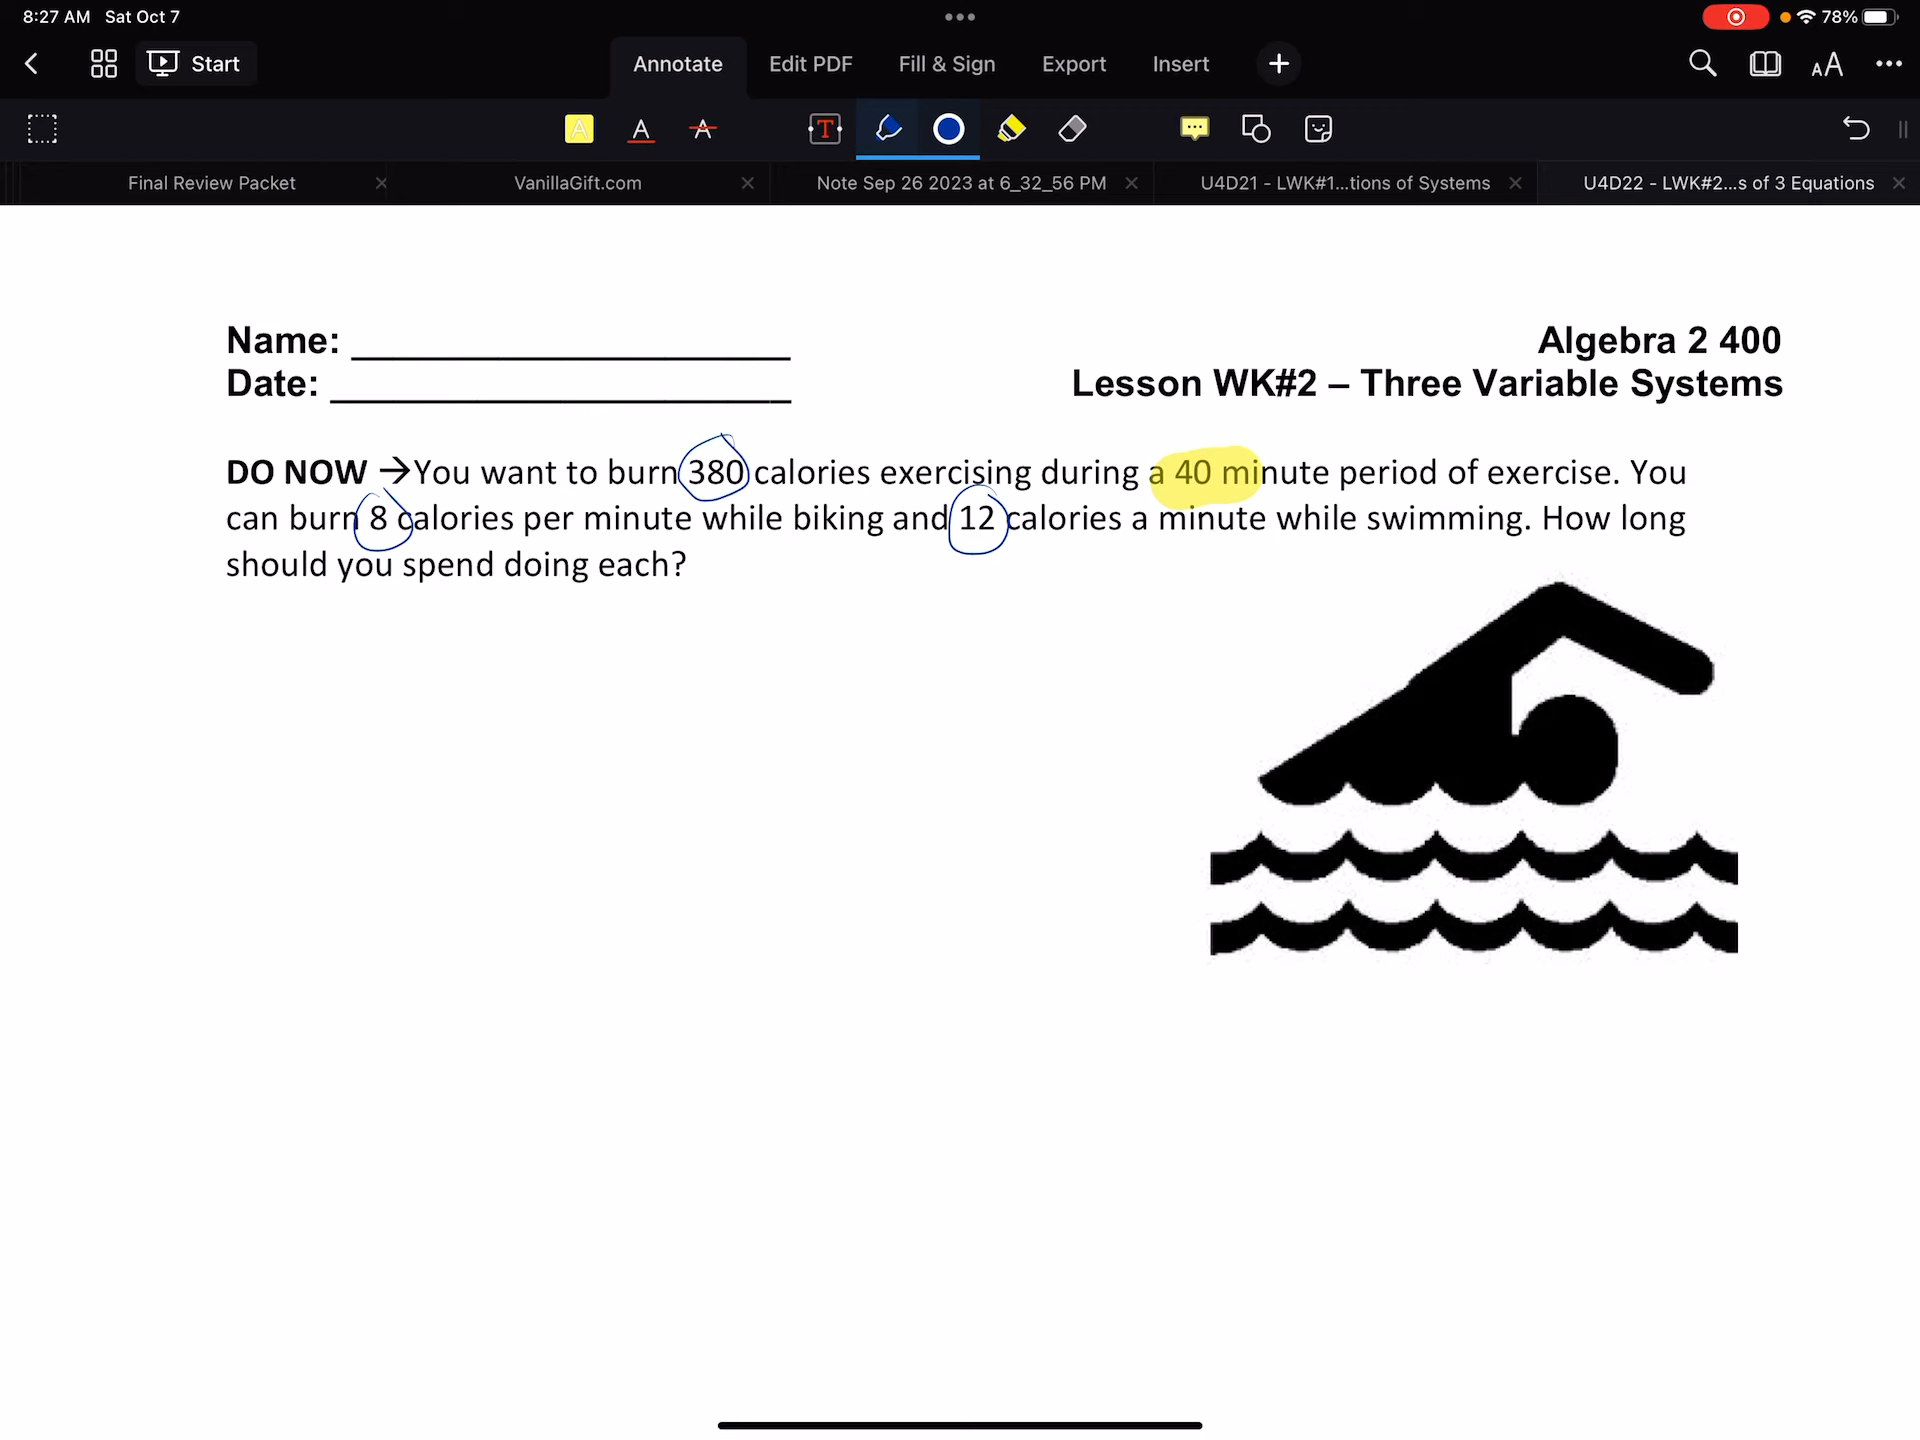 8:27 AM Sat Oct 7
78%
Start
Annotate
Edit PDF
Fill & Sign
Export
Insert
AA
A A A T
Final Review Packet
VanillaGift.com
Note Sep 26 2023 at 6_32_56 PM
U4D21 - LWK#1...tions of Systems
U4D22 - LWK#2...s of 3 Equations
Name: ______________________
Algebra 2 400
Date: _______________________
Lesson WK#2 – Three Variable Systems
DO NOW →You want to burn 380 calories exercising during a 40 minute period of exercise. You
can burn 8 calories per minute while biking and 12 calories a minute while swimming. How long
should you spend doing each?